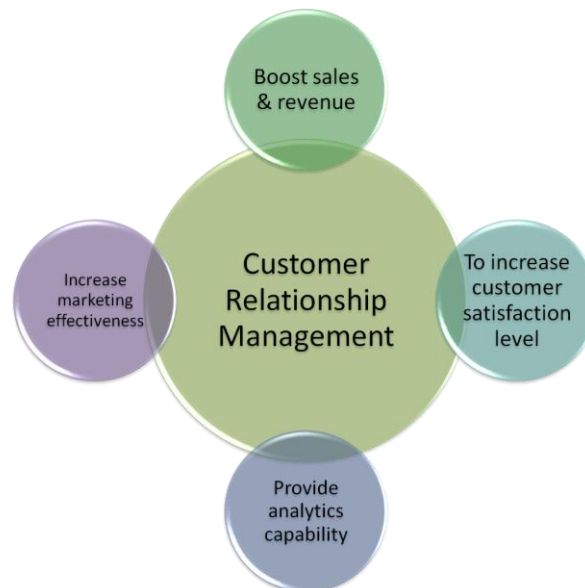 Boost sales
& revenue
Customer
Relationship
Management
Increase
marketing
effectiveness
To increase
customer
satisfaction
level
Provide
analytics
capability